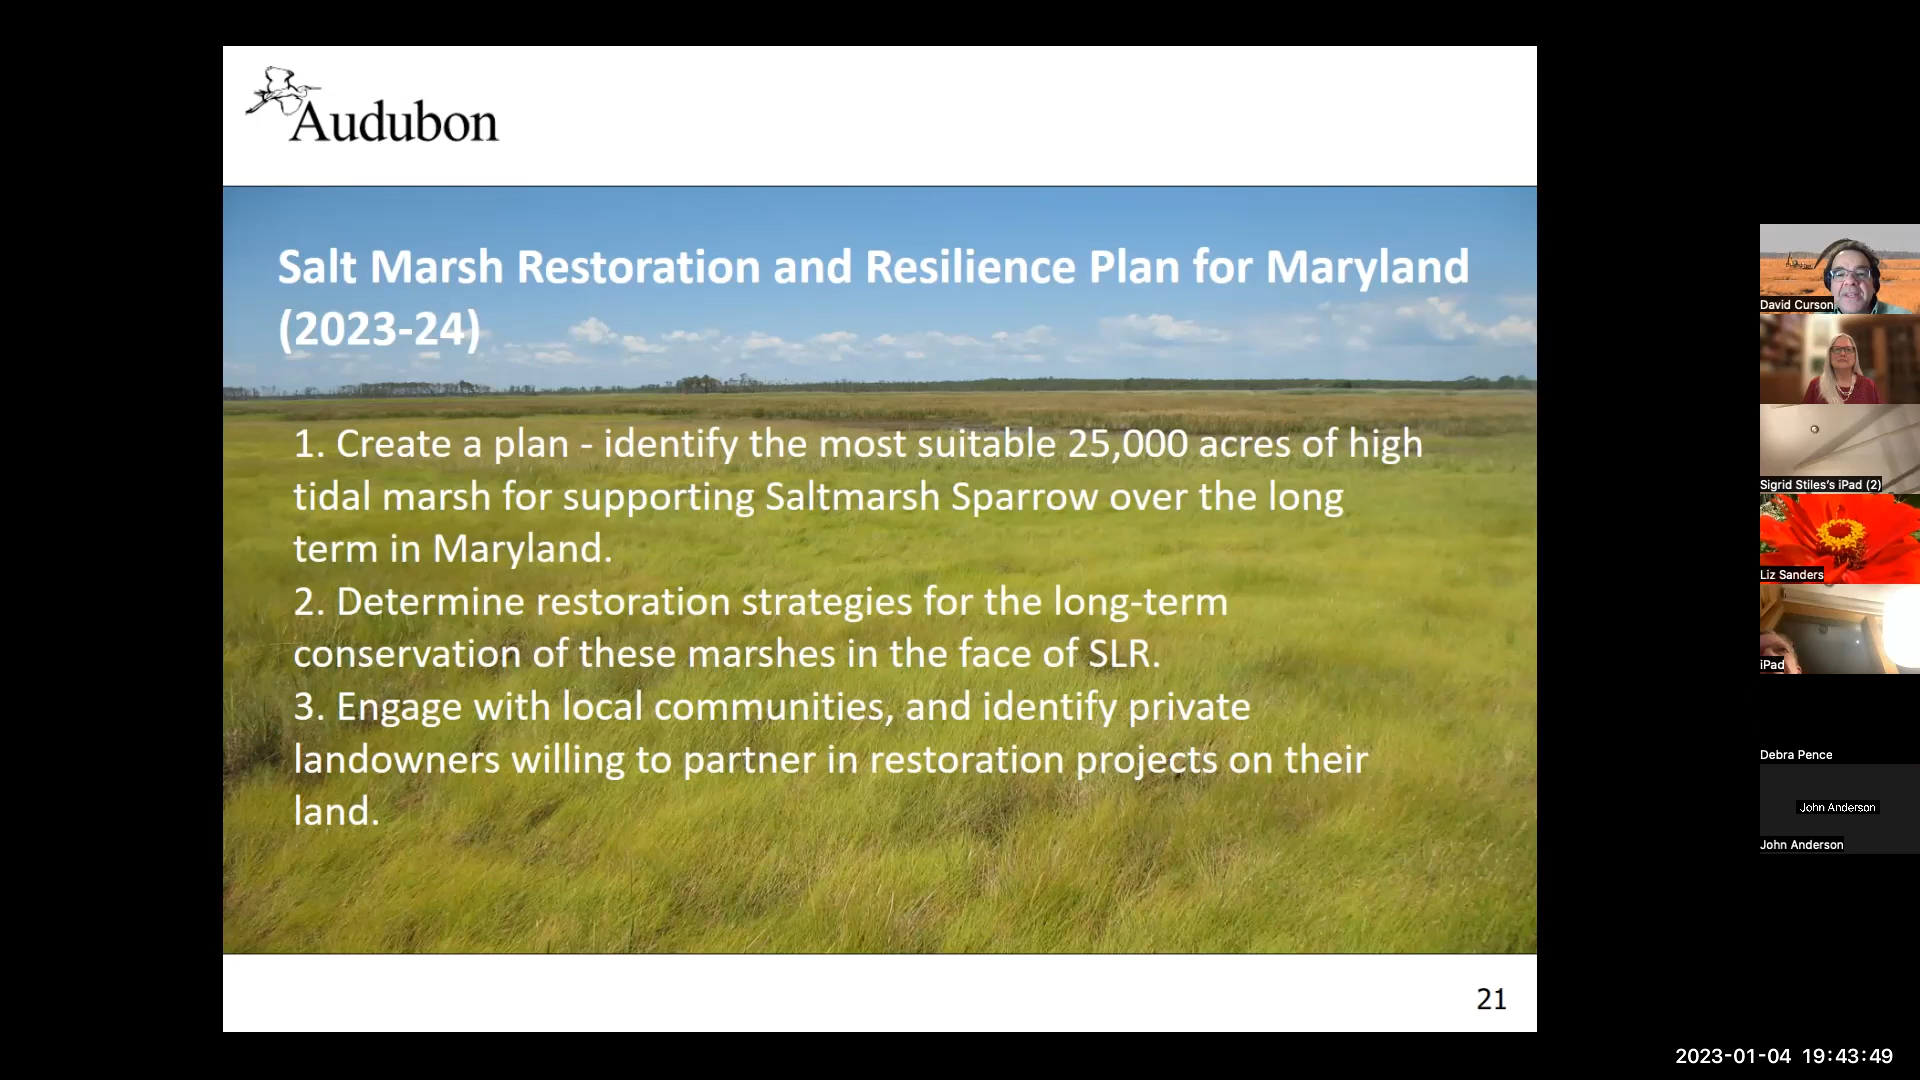 Audubon
Salt Marsh Restoration and Resilience Plan for Maryland
(2023-24)
1. Create a plan - identify the most suitable 25,000 acres of high
tidal marsh for supporting Saltmarsh Sparrow over the long
term in Maryland.
2. Determine restoration strategies for the long-term
conservation of these marshes in the face of SLR.
3. Engage with local communities, and identify private
landowners willing to partner in restoration projects on their
land.
21
David Curson
Sigrid Stiles's iPad (2)
Liz Sanders
iPad
Debra Pence
John Anderson
John Anderson
2023-01-04 19:43:49